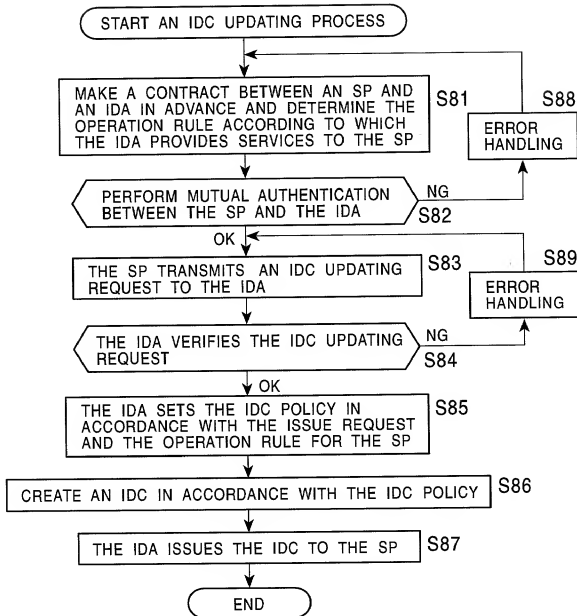 START AN IDC UPDATING PROCESS
MAKE A CONTRACT BETWEEN AN SP AND
AN IDA IN ADVANCE AND DETERMINE THE
OPERATION RULE ACCORDING TO WHICH
THE IDA PROVIDES SERVICES TO THE SP
S81
S88
ERROR
HANDLING
PERFORM MUTUAL AUTHENTICATION
BETWEEN THE SP AND THE IDA
NG
S82
OK
THE SP TRANSMITS AN IDC UPDATING
REQUEST TO THE IDA
S83
S89
ERROR
HANDLING
THE IDA VERIFIES THE IDC UPDATING
REQUEST
NG
S84
OK
THE IDA SETS THE IDC POLICY IN
ACCORDANCE WITH THE ISSUE REQUEST
AND THE OPERATION RULE FOR THE SP
S85
CREATE AN IDC IN ACCORDANCE WITH THE IDC POLICY
S86
THE IDA ISSUES THE IDC TO THE SP
S87
END